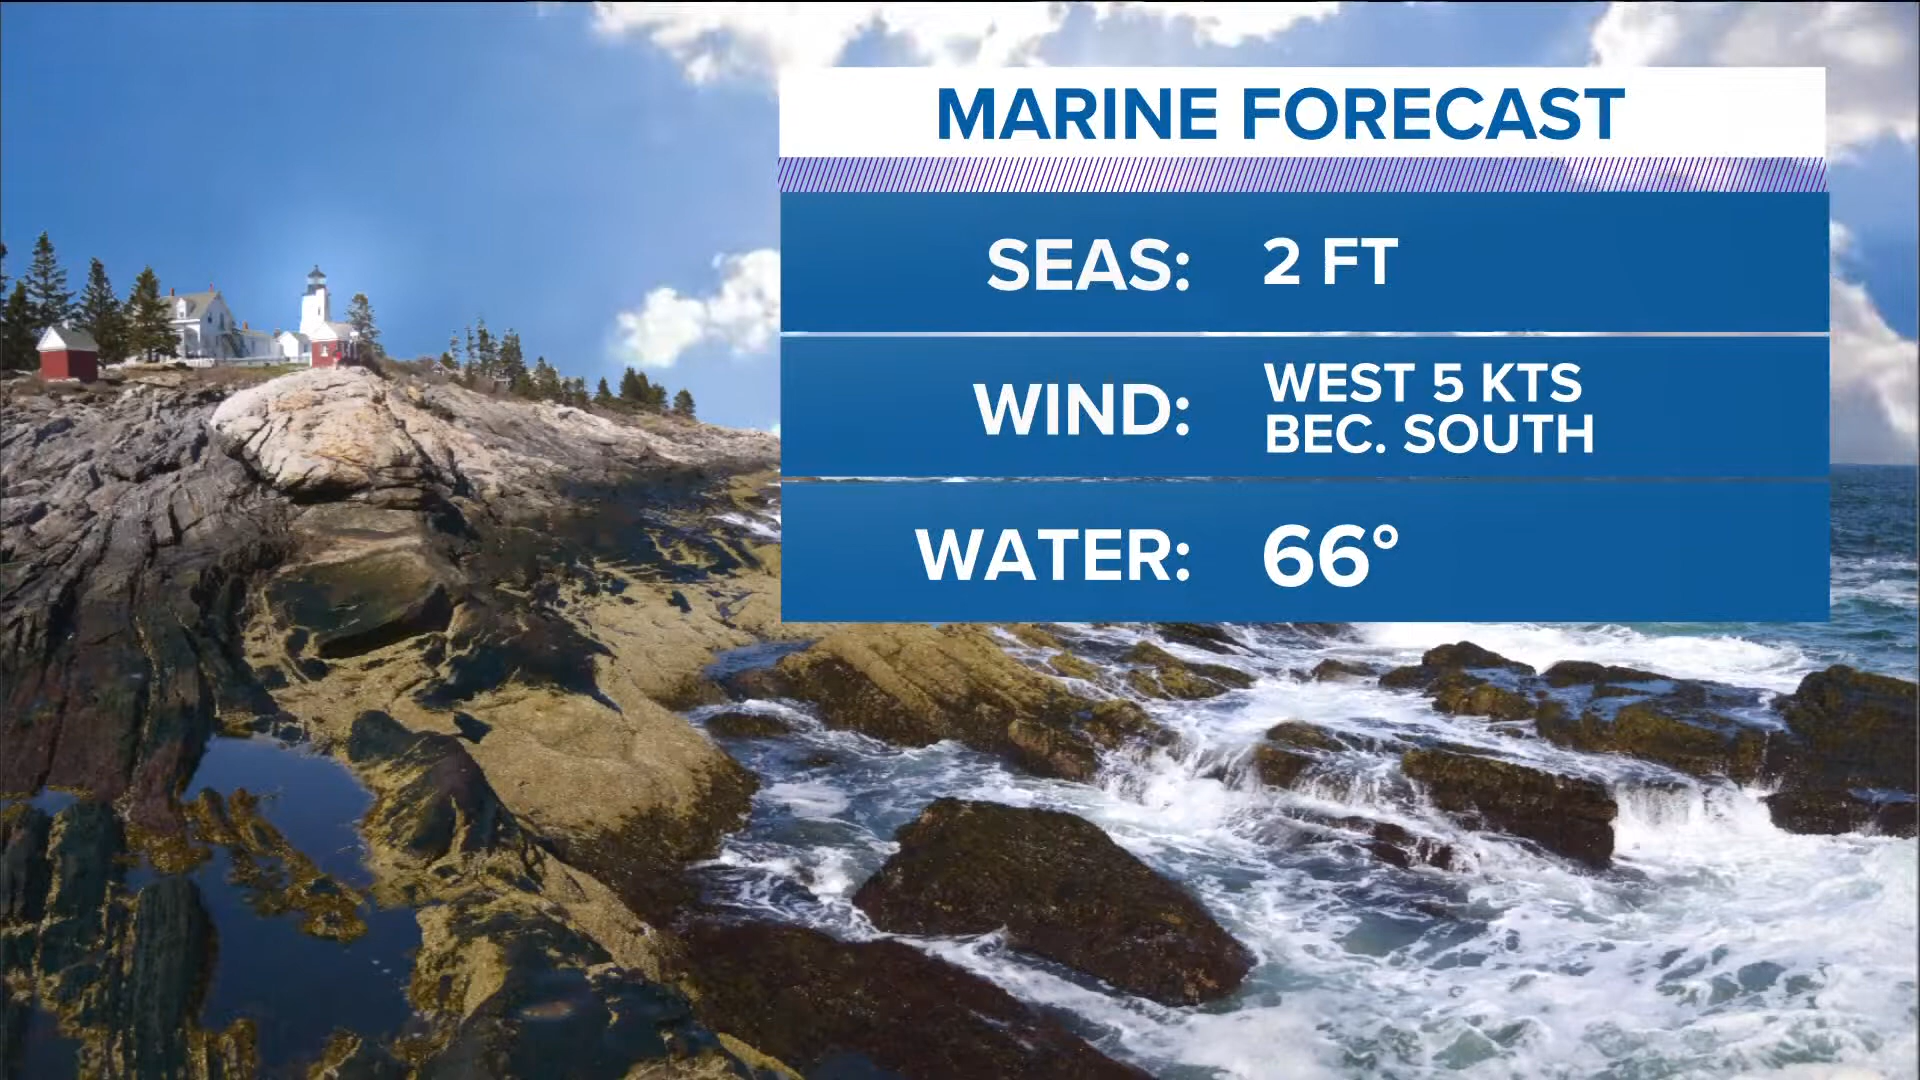 MARINE FORECAST
SEAS: 2 FT
WIND: WEST 5 KTS
BEC. SOUTH
WATER: 66°